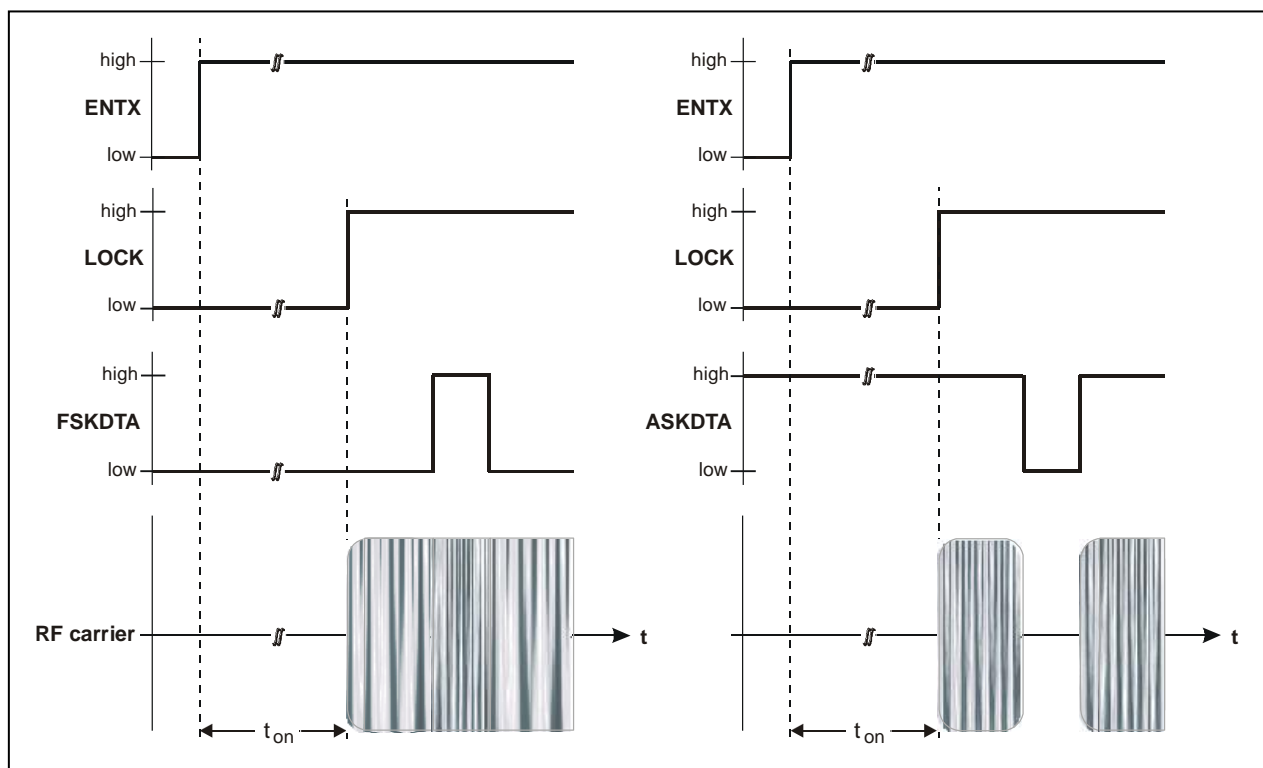 high
ENTX
low
high
LOCK
low
high
FSKDTA
low
RF carrier
t
t on
high
ENTX
low
high
LOCK
low
high
ASKDTA
low
t
t on